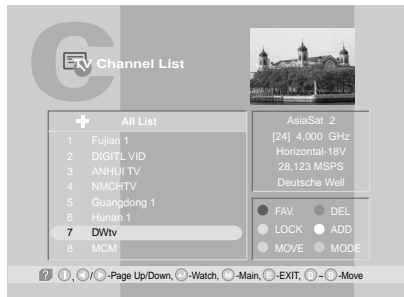 C
TV Channel List
All List
1 Fujian 1
2 DIGITL VID
3 ANHUI TV
4 NMCHTV
5 Guangdong 1
6 Hunan 1
7 DWtv
8 MCM
AsiaSat 2
[24] 4,000 GHz
Horizontal-18V
28,123 MSPS
Deutsche Well
FAV. DEL
LOCK ADD
MOVE MODE
? , / -Page Up/Down, -Watch, M -Main, E -EXIT, 0 – 9 -Move